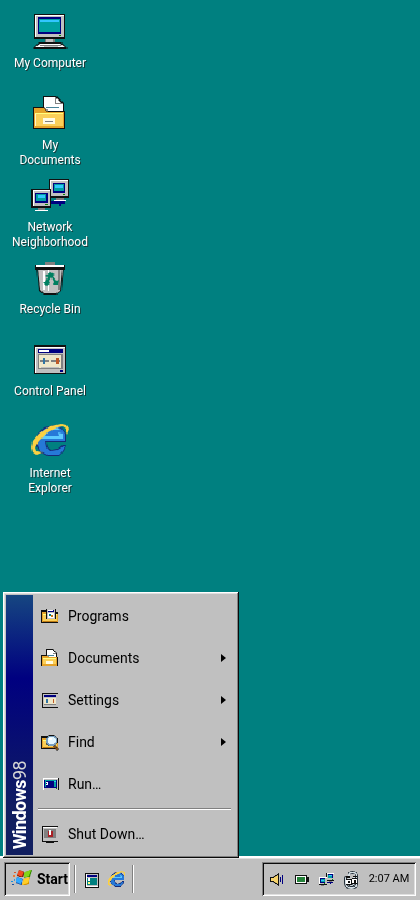 My Computer
My
Documents
Network
Neighborhood
Recycle Bin
Control Panel
Internet
Explorer
Programs
Documents
Settings
Find
Run...
Shut Down...
Windows98
Start
2:07 AM